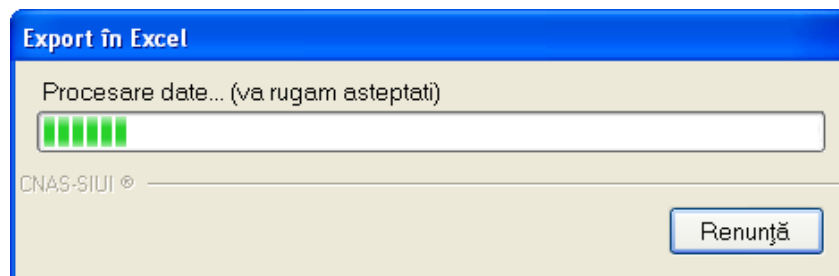 Export în Excel
Procesare date... (va rugam asteptati)
CNAS-SIUI ®
Renunţă